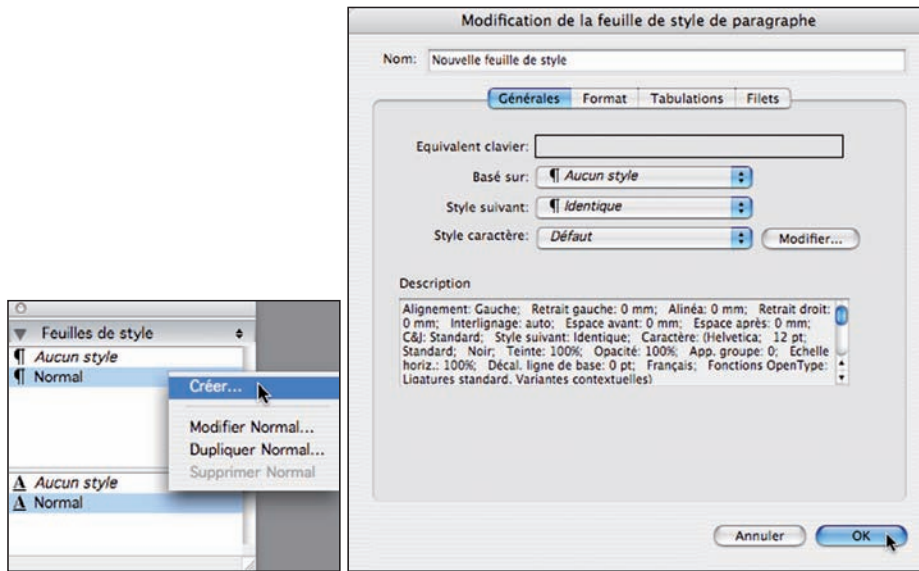 Feuilles de style
¶ Aucun style
¶ Normal
Créer...
Modifier Normal...
Dupliquer Normal...
Supprimer Normal
A Aucun style
A Normal
Modification de la feuille de style de paragraphe
Nom: Nouvelle feuille de style
Générales Format Tabulations Filets
Equivalent clavier:
Basé sur: ¶ Aucun style
Style suivant: ¶ Identique
Style caractère: Défaut Modifier...
Description
Alignement: Gauche; Retrait gauche: 0 mm; Alinéa: 0 mm; Retrait droit:
0 mm; Interlignage: auto; Espace avant: 0 mm; Espace après: 0 mm;
C&J: Standard; Style suivant: Identique; Caractère: (Helvetica; 12 pt;
Standard; Noir; Teinte: 100%; Opacité: 100%; App. groupe: 0; Echelle
horiz.: 100%; Décal. ligne de base: 0 pt; Français; Fonctions OpenType:
Ligatures standard, Variantes contextuelles)
Annuler OK